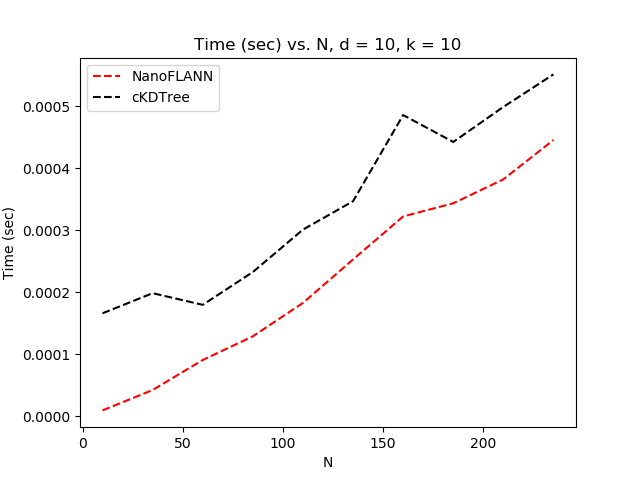 Time (sec) vs. N, d = 10, k = 10
NanoFLANN
cKDTree
0.0005
0.0004
0.0003
0.0002
0.0001
0.0000
Time (sec)
0 50 100 150 200
N